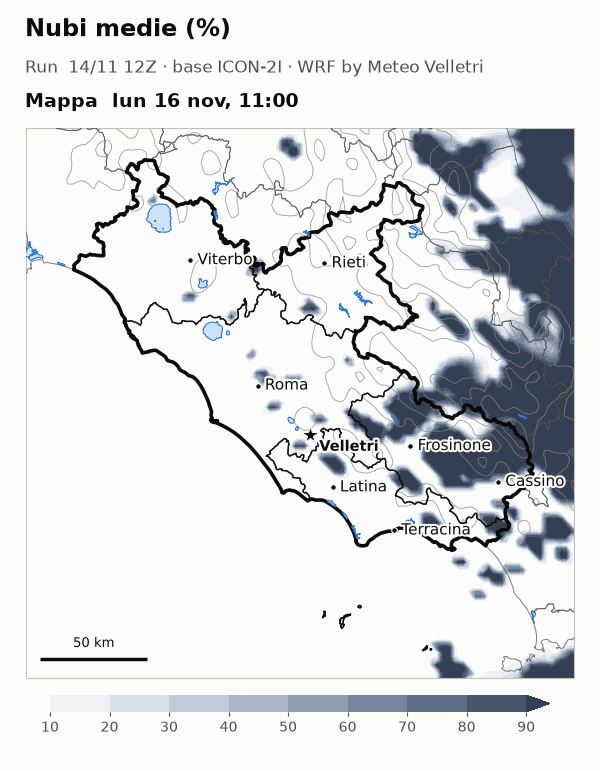 Nubi medie (%)
Run 14/11 12Z · base ICON-2I · WRF by Meteo Velletri
Mappa lun 16 nov, 11:00
Viterbo
Rieti
Roma
Velletri
Frosinone
Cassino
Latina
Terracina
50 km
10 20 30 40 50 60 70 80 90